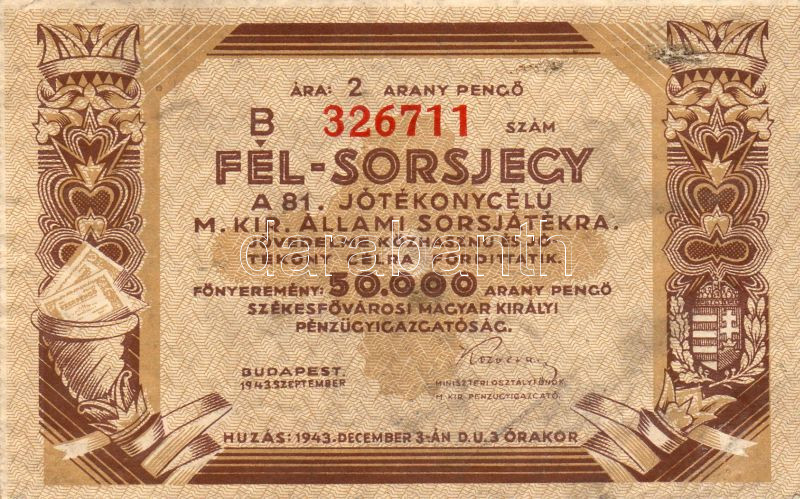 ÁRA: 2 ARANY PENGŐ
B 326711 SZÁM
FÉL-SORSJEGY
A 81. JÓTÉKONYCÉLÚ
M. KIR. ÁLLAMI SORSJÁTÉKRA.
JÖVEDELME KÖZHASZNÚ ÉS JÓ-
TÉKONY CÉLRA FORDITTATIK.
FŐNYEREMÉNY: 50.000 ARANY PENGŐ
SZÉKESFŐVÁROSI MAGYAR KIRÁLYI
PÉNZÜGYIGAZGATÓSÁG.
BUDAPEST,
1943.SZEPTEMBER
MINISZTERI OSZTÁLYFŐNÖK
M. KIR. PÉNZÜGYIGAZGATÓ.
HUZÁS: 1943. DECEMBER 3-ÁN D.U. 3 ÓRAKOR
darabanth